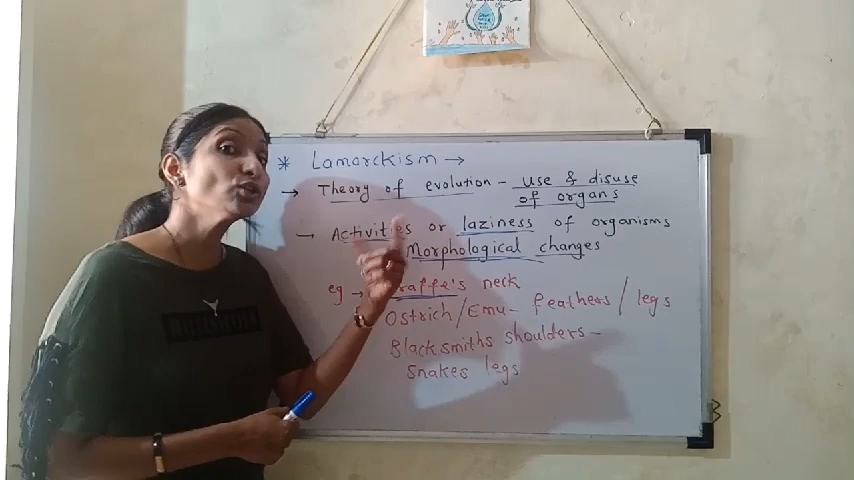 * Lamarckism →
→ Theory of evolution - use & disuse
of organs
→ Activities or laziness of organisms
Morphological changes
eg → neck
Ostrich/Emu- feathers/legs
Blacksmiths shoulders-
snakes legs